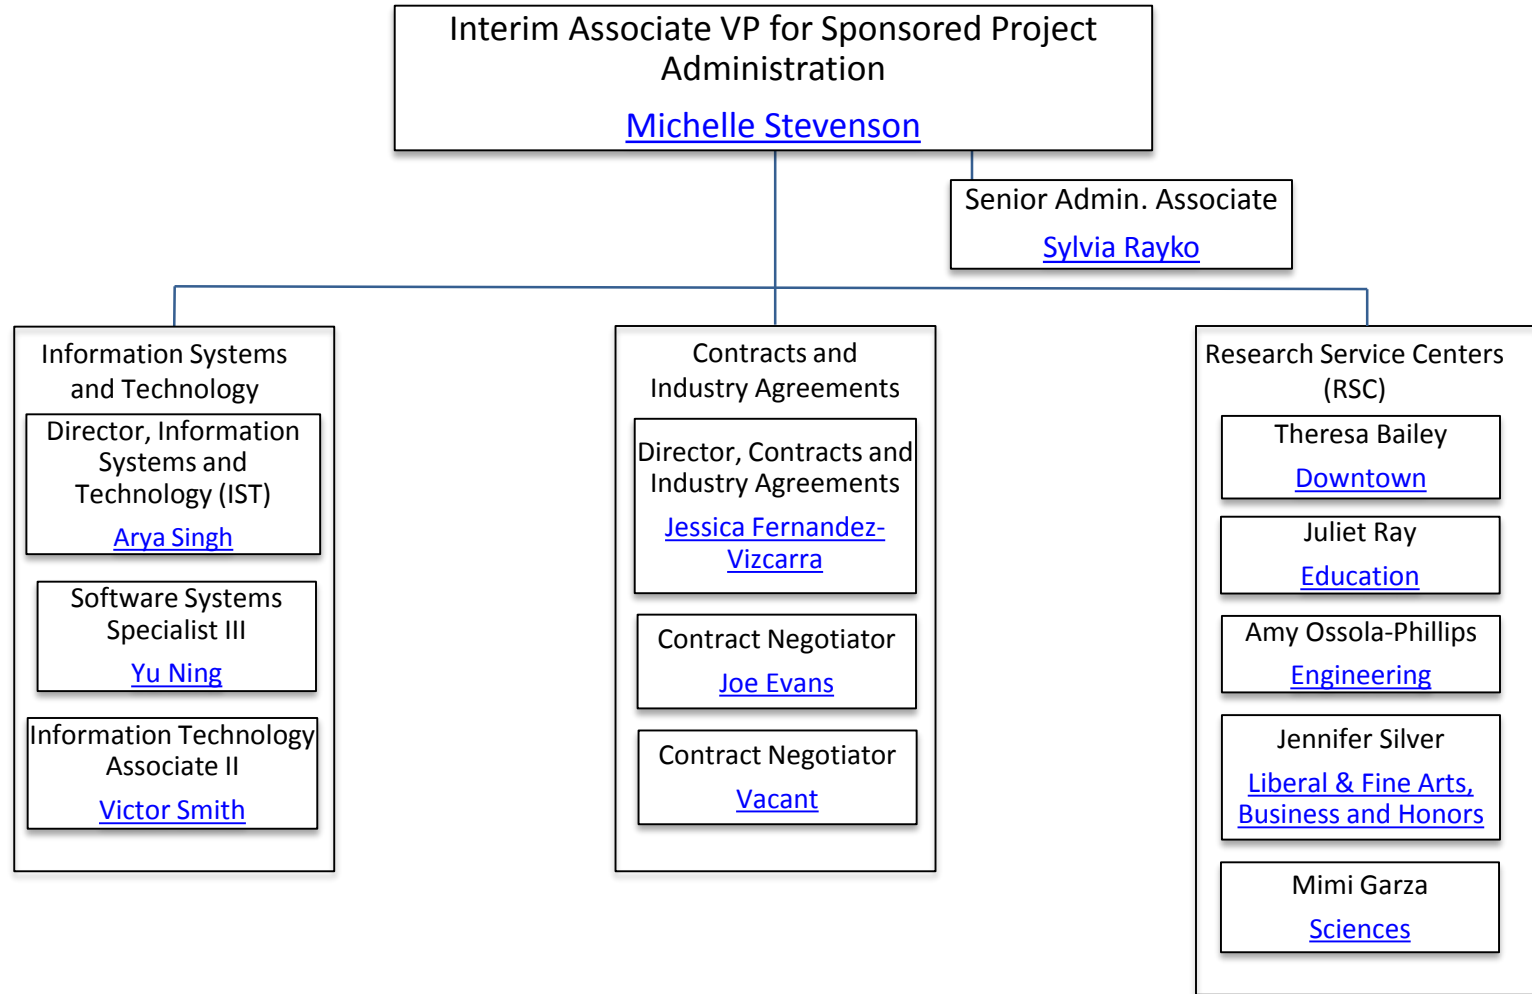 Interim Associate VP for Sponsored Project
Administration
Michelle Stevenson
Senior Admin. Associate
Sylvia Rayko
Information Systems
and Technology
Director, Information
Systems and
Technology (IST)
Arya Singh
Software Systems
Specialist III
Yu Ning
Information Technology
Associate II
Victor Smith
Contracts and
Industry Agreements
Director, Contracts and
Industry Agreements
Jessica Fernandez-
Vizcarra
Contract Negotiator
Joe Evans
Contract Negotiator
Vacant
Research Service Centers
(RSC)
Theresa Bailey
Downtown
Juliet Ray
Education
Amy Ossola-Phillips
Engineering
Jennifer Silver
Liberal & Fine Arts,
Business and Honors
Mimi Garza
Sciences